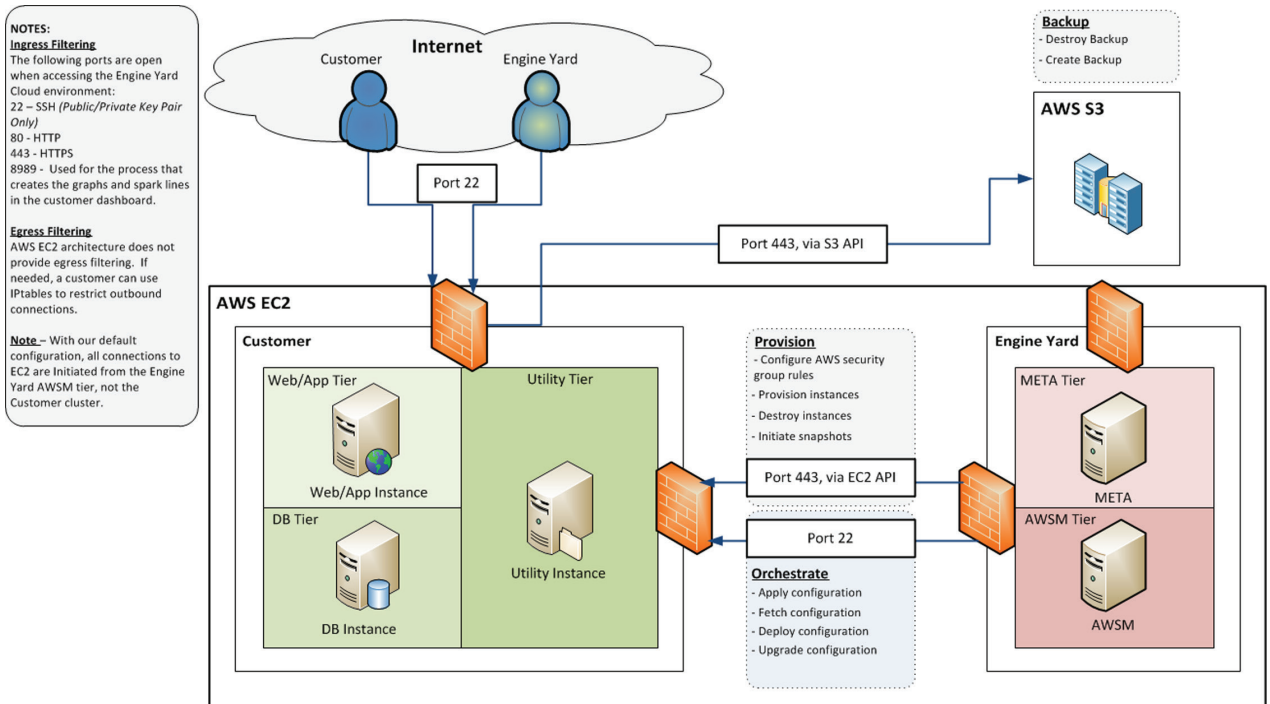 NOTES:
Ingress Filtering
The following ports are open
when accessing the Engine Yard
Cloud environment:
22 – SSH (Public/Private Key Pair
Only)
80 - HTTP
443 - HTTPS
8989 - Used for the process that
creates the graphs and spark lines
in the customer dashboard.
Egress Filtering
AWS EC2 architecture does not
provide egress filtering. If
needed, a customer can use
IPtables to restrict outbound
connections.
Note – With our default
configuration, all connections to
EC2 are Initiated from the Engine
Yard AWSM tier, not the
Customer cluster.
Internet
Customer
Engine Yard
Port 22
Backup
- Destroy Backup
- Create Backup
AWS S3
Port 443, via S3 API
AWS EC2
Customer
Web/App Tier
Web/App Instance
DB Tier
DB Instance
Utility Tier
Utility Instance
Provision
- Configure AWS security
group rules
- Provision instances
- Destroy instances
- Initiate snapshots
Port 443, via EC2 API
Port 22
Orchestrate
- Apply configuration
- Fetch configuration
- Deploy configuration
- Upgrade configuration
Engine Yard
META Tier
META
AWSM Tier
AWSM